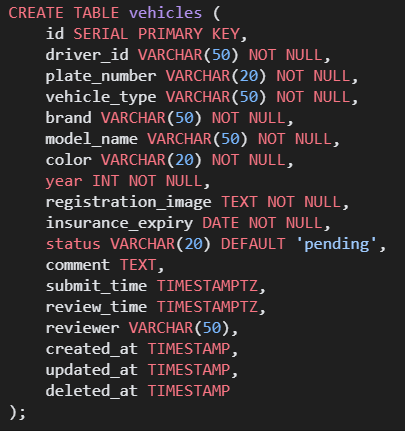 CREATE TABLE vehicles (
    id SERIAL PRIMARY KEY,
    driver_id VARCHAR(50) NOT NULL,
    plate_number VARCHAR(20) NOT NULL,
    vehicle_type VARCHAR(50) NOT NULL,
    brand VARCHAR(50) NOT NULL,
    model_name VARCHAR(50) NOT NULL,
    color VARCHAR(20) NOT NULL,
    year INT NOT NULL,
    registration_image TEXT NOT NULL,
    insurance_expiry DATE NOT NULL,
    status VARCHAR(20) DEFAULT 'pending',
    comment TEXT,
    submit_time TIMESTAMPTZ,
    review_time TIMESTAMPTZ,
    reviewer VARCHAR(50),
    created_at TIMESTAMP,
    updated_at TIMESTAMP,
    deleted_at TIMESTAMP
);